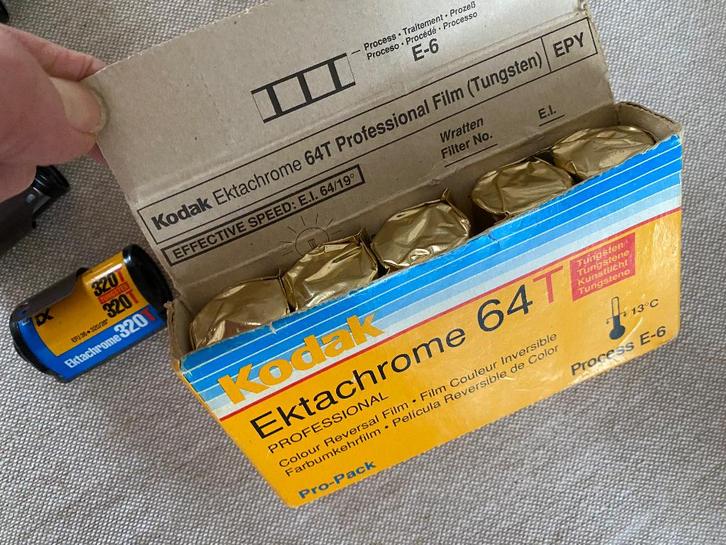 Process • Traitement • Prozeß
Proceso • Procédé • Processo
E-6
Kodak Ektachrome 64T Professional Film (Tungsten)
EPY
EFFECTIVE SPEED: E.I. 64/19°
Wratten
Filter No.
E.I.
320T
TUNGSTEN
320T
Ektachrome 320T
Kodak
Ektachrome 64T
PROFESSIONAL
Colour Reversal Film • Film Couleur Inversible
Farbumkehrfilm • Película Reversible de Color
Pro-Pack
Tungsten
Tungstene
Kunstlicht
Tungsteno
13°C
Process E-6